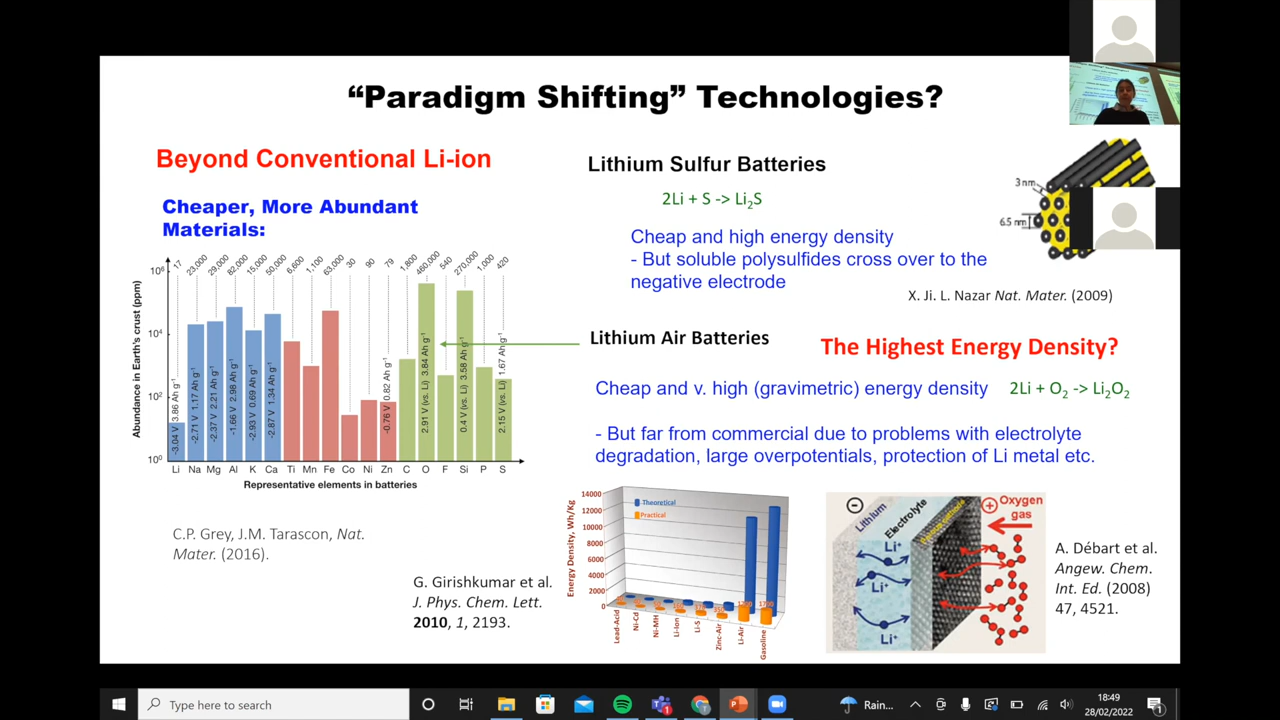 “Paradigm Shifting” Technologies?
Beyond Conventional Li-ion
Cheaper, More Abundant
Materials:
17
23,000
29,000
82,000
15,000
50,000
6,600
1,100
63,000
30
79
1,800
460,000
540
270,000
1,000
420
Abundance in Earth's crust (ppm)
10⁶
10⁴
10²
10⁰
-3.04 V 3.86 Ah g⁻¹
-2.71 V 1.17 Ah g⁻¹
-2.37 V 2.21 Ah g⁻¹
-1.66 V 2.98 Ah g⁻¹
-2.93 V 0.69 Ah g⁻¹
-2.87 V 1.34 Ah g⁻¹
-0.76 V 0.82 Ah g⁻¹
2.91 V (vs. Li) 3.84 Ah g⁻¹
0.4 V (vs. Li) 3.58 Ah g⁻¹
2.15 V (vs. Li) 1.67 Ah g⁻¹
Li Na Mg Al K Ca Ti Mn Fe Co Ni Zn C O F Si P S
Representative elements in batteries
C.P. Grey, J.M. Tarascon, Nat.
Mater. (2016).
Lithium Sulfur Batteries
2Li + S -> Li₂S
Cheap and high energy density
- But soluble polysulfides cross over to the
negative electrode
3 nm
6.5 nm
X. Ji. L. Nazar Nat. Mater. (2009)
Lithium Air Batteries
The Highest Energy Density?
Cheap and v. high (gravimetric) energy density
2Li + O₂ -> Li₂O₂
- But far from commercial due to problems with electrolyte
degradation, large overpotentials, protection of Li metal etc.
G. Girishkumar et al.
J. Phys. Chem. Lett.
2010, 1, 2193.
Energy Density, Wh/Kg
14000
12000
10000
8000
6000
4000
2000
0
Theoretical
Practical
Lead-Acid
Ni-Cd
Ni-MH
Li-Ion
Li-S
Zinc-Air
Li-Air
Gasoline
Lithium
Electrolyte
Oxygen
gas
Li⁺
Li⁺
Li⁺
A. Débart et al.
Angew. Chem.
Int. Ed. (2008)
47, 4521.
Type here to search
Rain...
18:49
28/02/2022